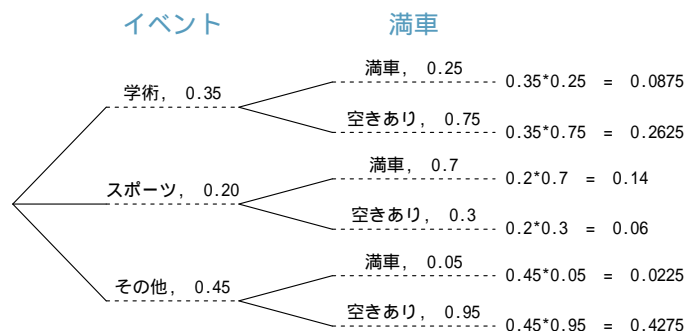 イベント 満車
満車, 0.25
0.35*0.25 = 0.0875
学術, 0.35
空きあり, 0.75
0.35*0.75 = 0.2625
満車, 0.7
0.2*0.7 = 0.14
スポーツ, 0.20
空きあり, 0.3
0.2*0.3 = 0.06
満車, 0.05
0.45*0.05 = 0.0225
その他, 0.45
空きあり, 0.95
0.45*0.95 = 0.4275